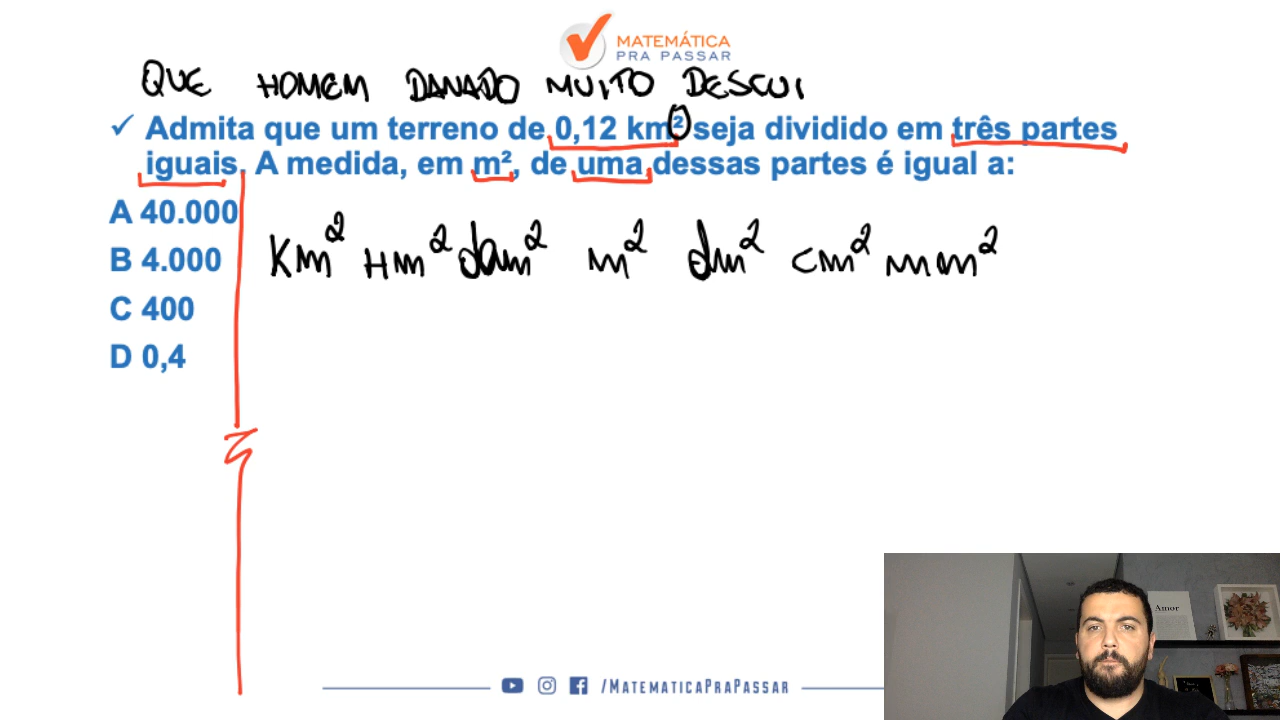 MATEMÁTICA
PRA PASSAR
QUE HOMEM DANADO MUITO DESCUI
✓ Admita que um terreno de 0,12 km² seja dividido em três partes
iguais. A medida, em m², de uma dessas partes é igual a:
A 40.000
B 4.000
C 400
D 0,4
Km² Hm² dam² m² dm² cm² mm²
Amor
/MATEMATICAPRAPASSAR